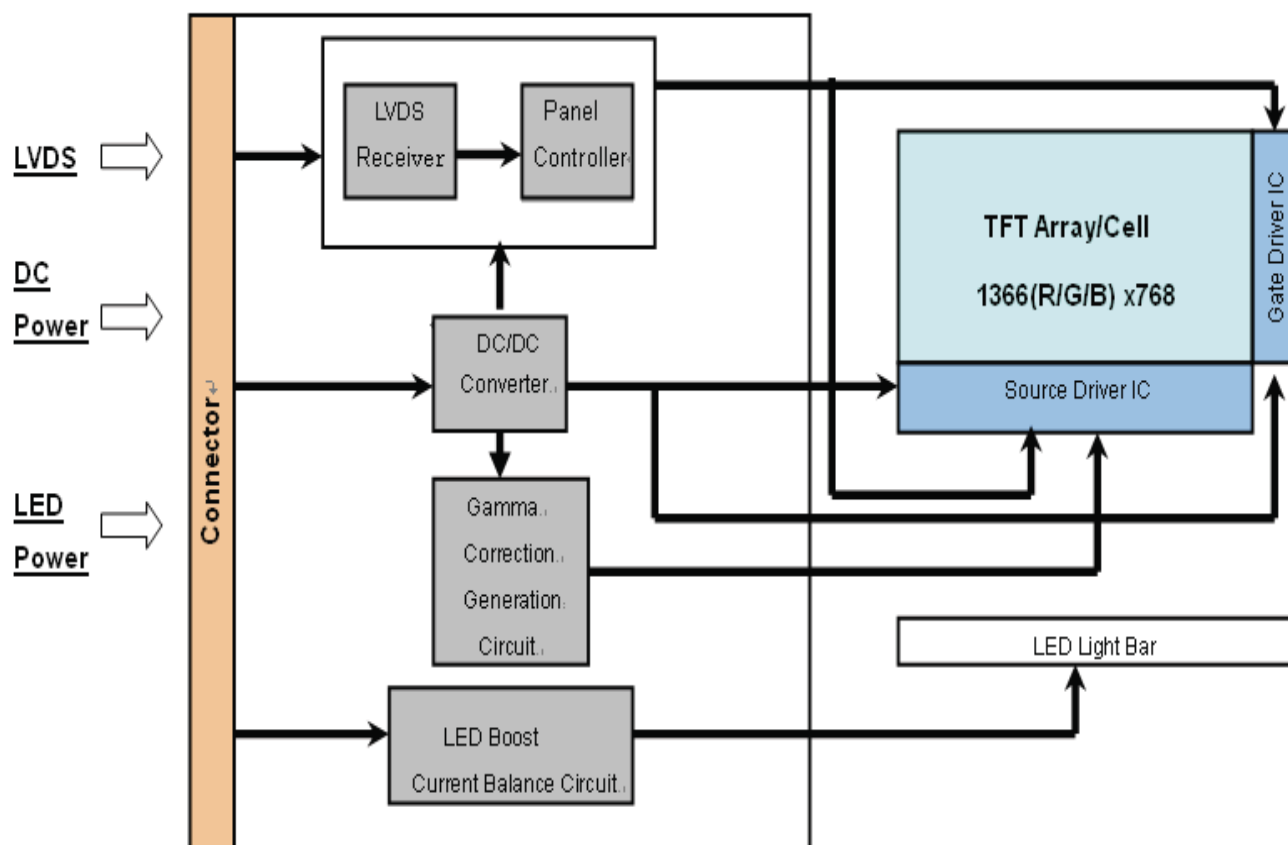 LVDS
DC
Power
LED
Power
Connector
LVDS
Receiver
Panel
Controller
DC/DC
Converter
Gamma
Correction
Generation
Circuit
LED Boost
Current Balance Circuit
TFT Array/Cell
1366(R/G/B) x768
Gate Driver IC
Source Driver IC
LED Light Bar